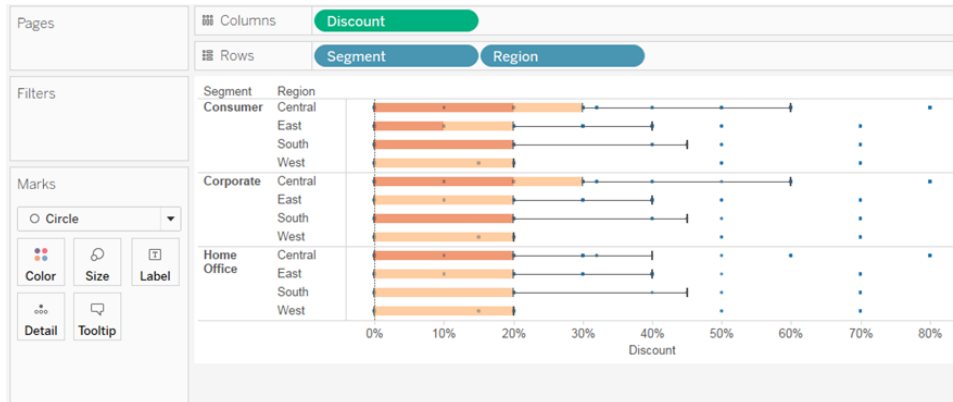 Pages
Columns
Discount
Rows
Segment Region
Filters
Segment Region
Consumer Central
East
South
West
Marks
Corporate Central
East
Circle
South
West
Home Central
Office
Color Size Label
East
South
Detail Tooltip
West
0% 10% 20% 30% 40% 50% 60% 70% 80%
Discount